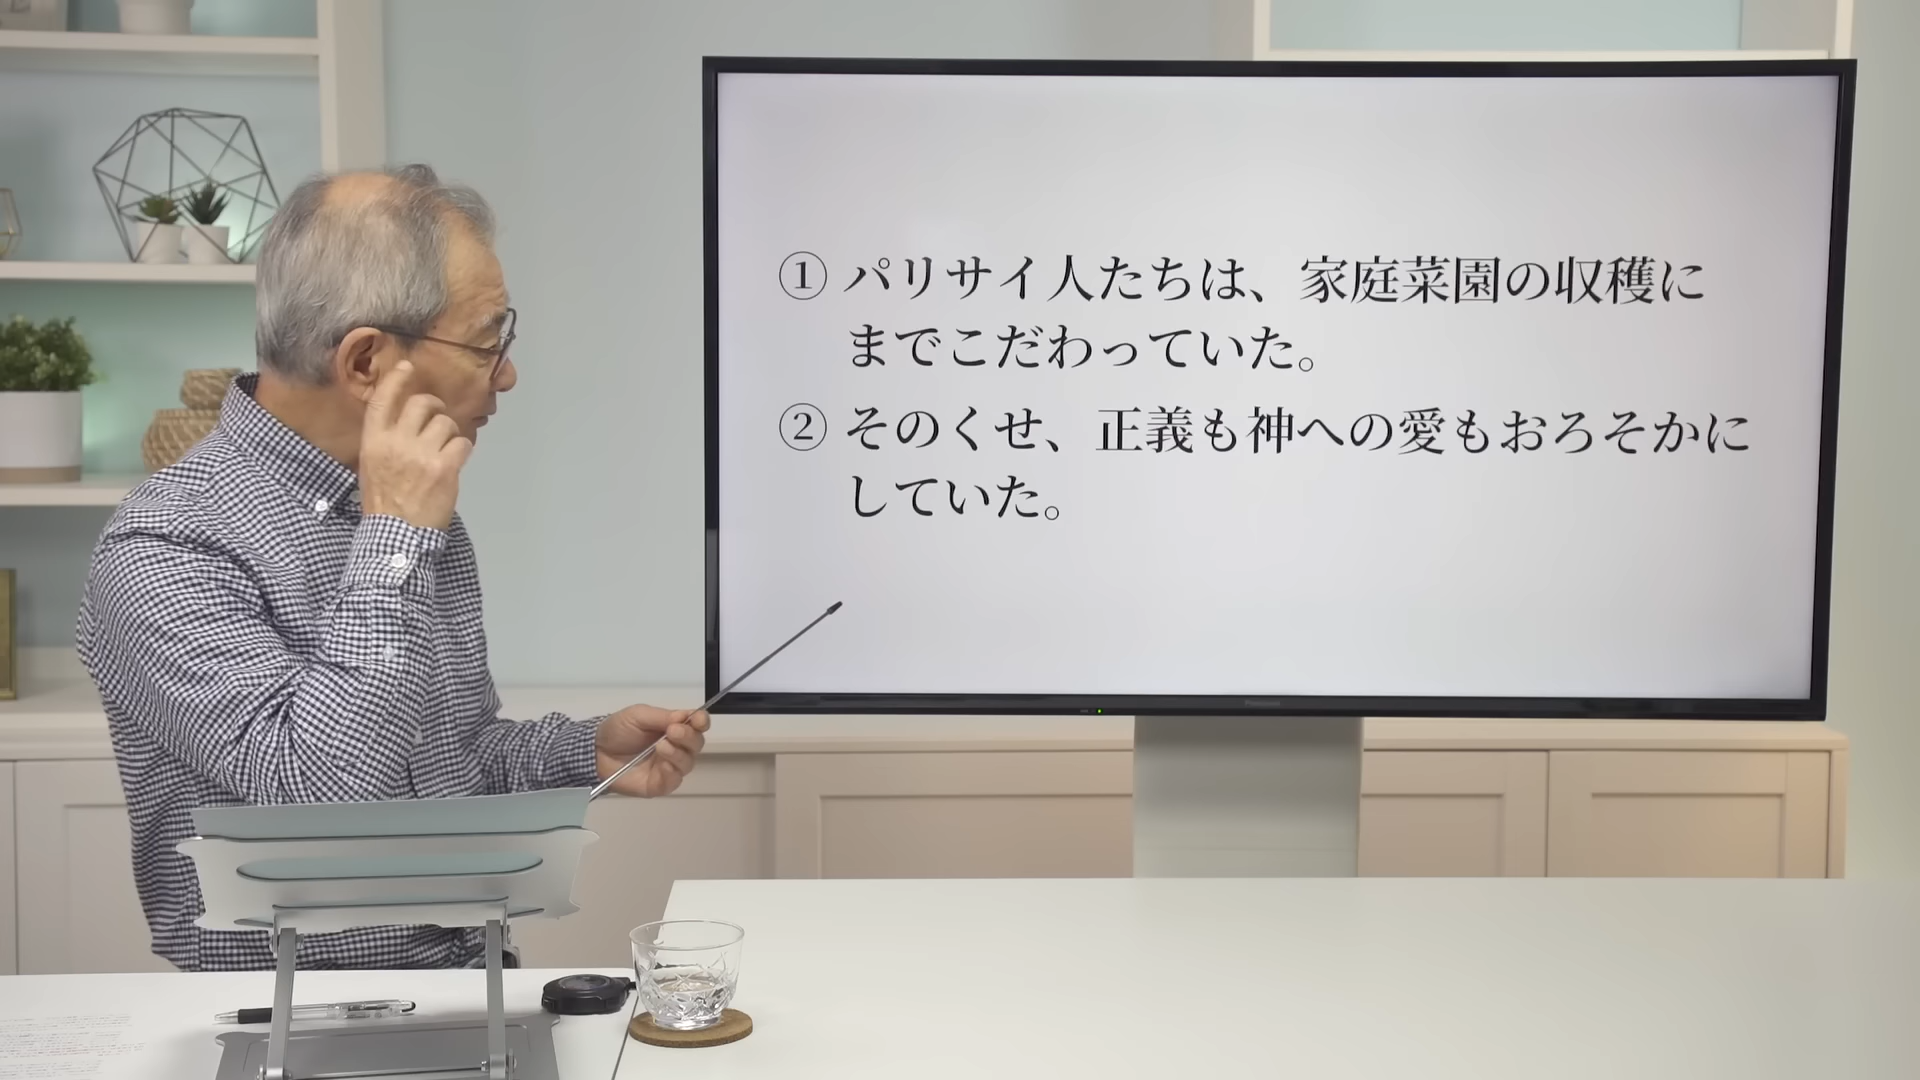 ① パリサイ人たちは、家庭菜園の収穫に
までこだわっていた。
② そのくせ、正義も神への愛もおろそかに
していた。